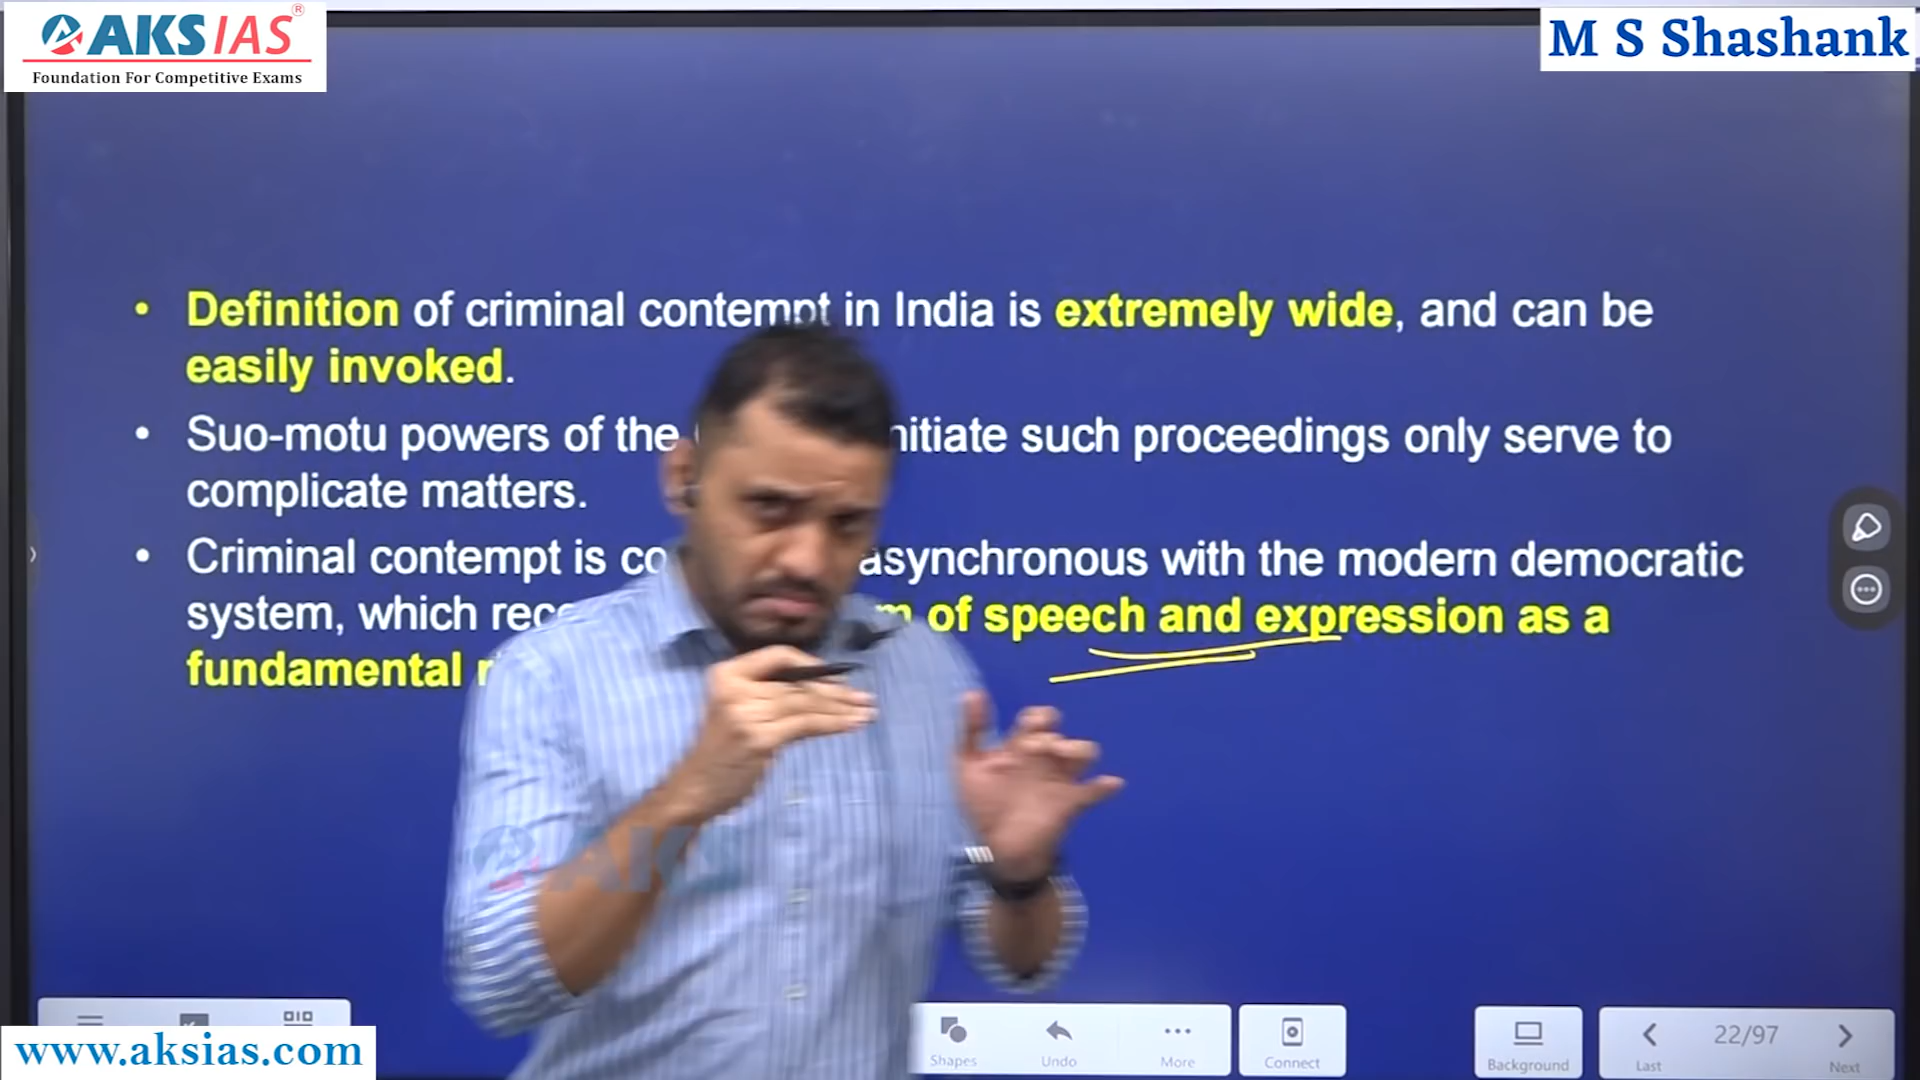 AKS IAS ®
Foundation For Competitive Exams
M S Shashank
• Definition of criminal contempt in India is extremely wide, and can be
easily invoked.
• Suo-motu powers of the nitiate such proceedings only serve to
complicate matters.
• Criminal contempt is co asynchronous with the modern democratic
system, which rec of speech and expression as a
fundamental
AKS
Shapes
Undo
More
Connect
Background
Last
22/97
Next
www.aksias.com